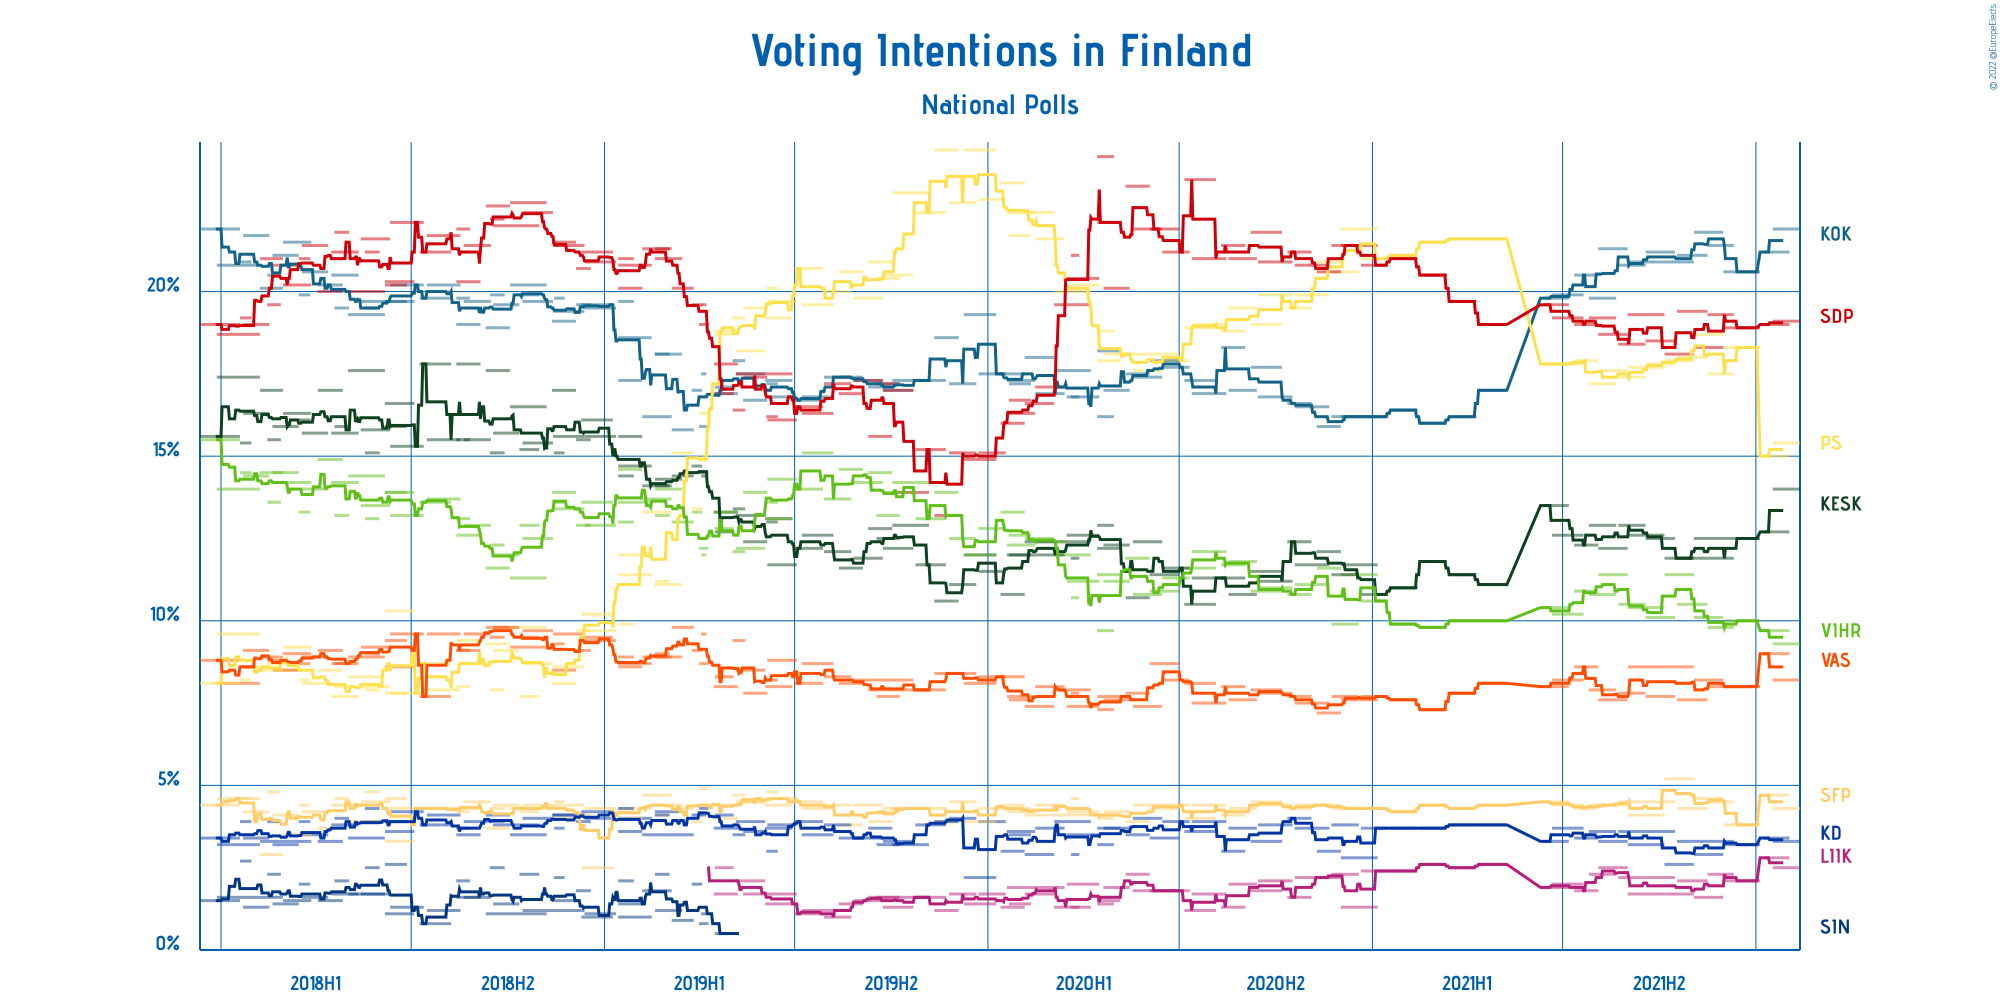 © 2022 @EuropeElects
Voting Intentions in Finland
National Polls
20%
15%
10%
5%
0%
KOK
SDP
PS
KESK
VIHR
VAS
SFP
KD
LIIK
SIN
2018H1
2018H2
2019H1
2019H2
2020H1
2020H2
2021H1
2021H2